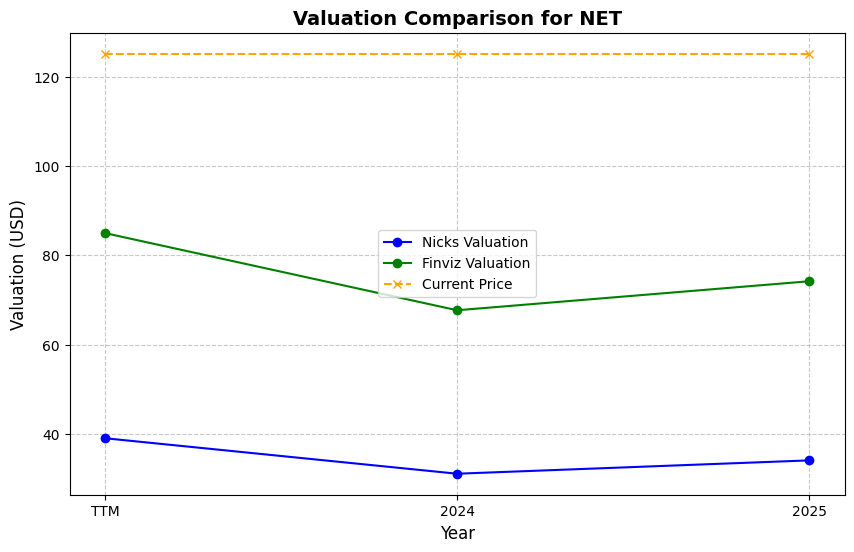 Valuation Comparison for NET
Valuation (USD)
120
100
80
60
40
Nicks Valuation
Finviz Valuation
Current Price
TTM
2024
2025
Year